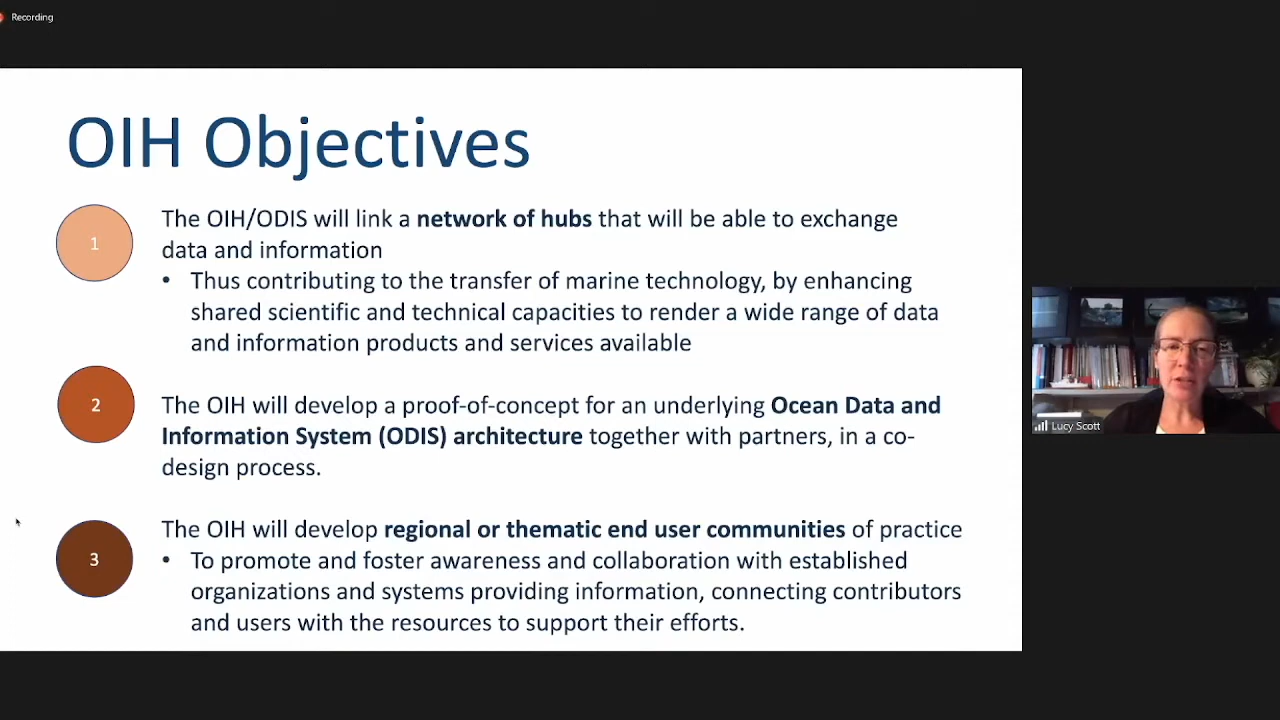 Recording
OIH Objectives
1
The OIH/ODIS will link a network of hubs that will be able to exchange
data and information
• Thus contributing to the transfer of marine technology, by enhancing
shared scientific and technical capacities to render a wide range of data
and information products and services available
2
The OIH will develop a proof-of-concept for an underlying Ocean Data and
Information System (ODIS) architecture together with partners, in a co-
design process.
3
The OIH will develop regional or thematic end user communities of practice
• To promote and foster awareness and collaboration with established
organizations and systems providing information, connecting contributors
and users with the resources to support their efforts.
Lucy Scott